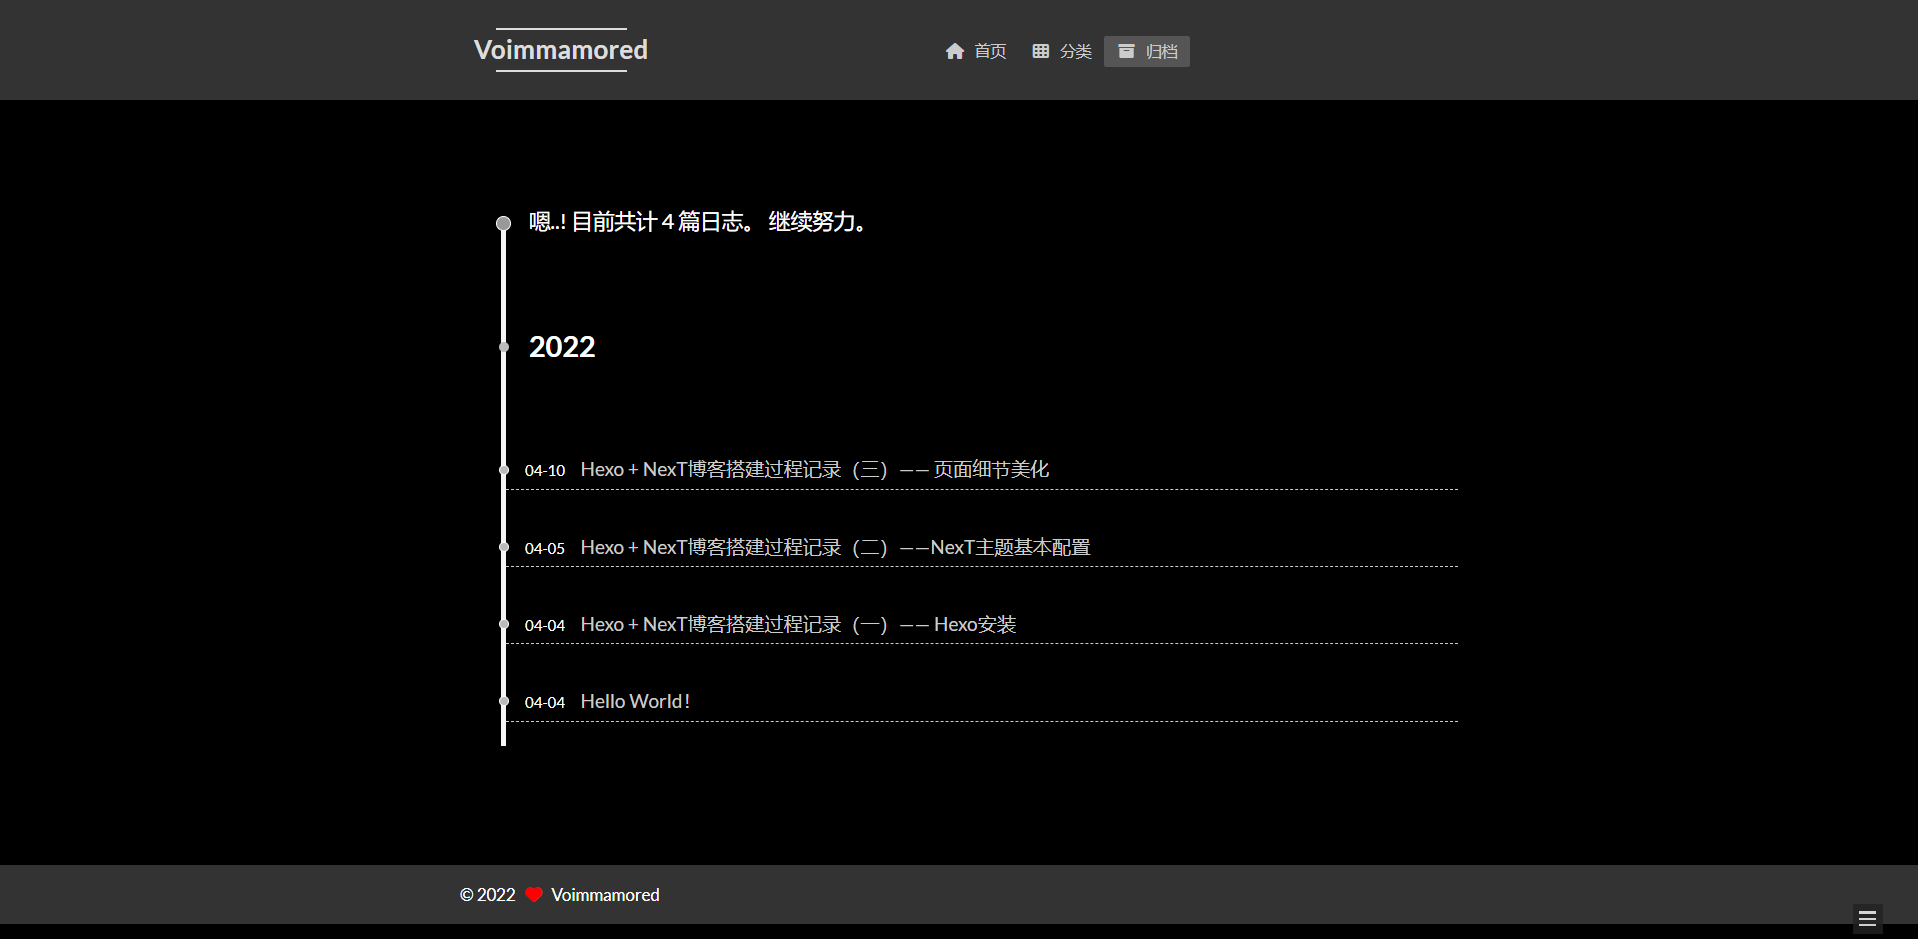 Voimmamored
首页 分类 归档
嗯..! 目前共计 4 篇日志。 继续努力。
2022
04-10 Hexo + NexT博客搭建过程记录（三）—— 页面细节美化
04-05 Hexo + NexT博客搭建过程记录（二）——NexT主题基本配置
04-04 Hexo + NexT博客搭建过程记录（一）—— Hexo安装
04-04 Hello World！
© 2022 Voimmamored